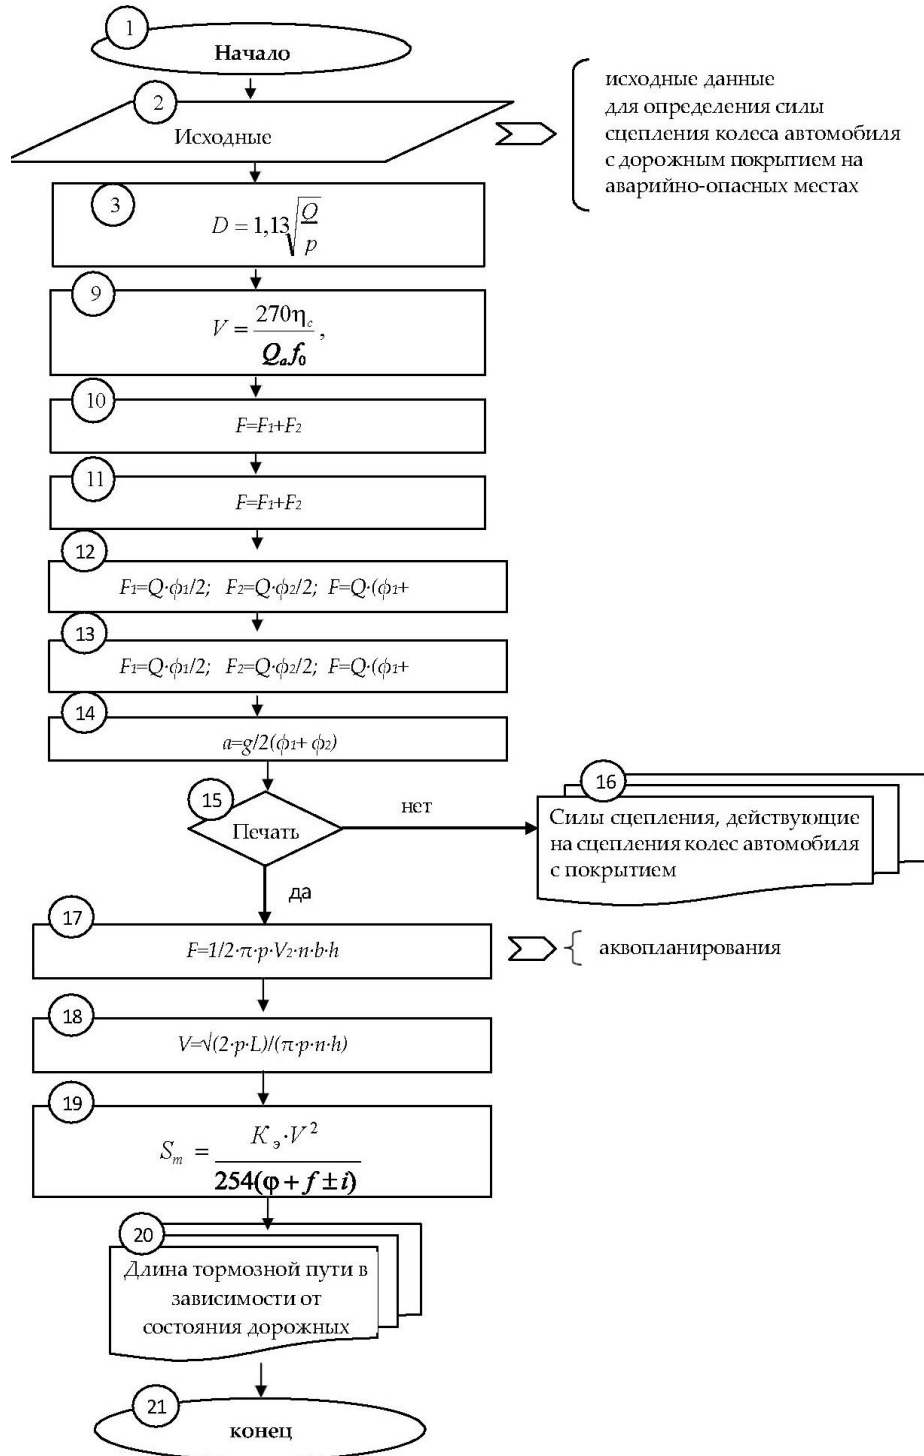 1
Начало
2
Исходные
исходные данные
для определения силы
сцепления колеса автомобиля
с дорожным покрытием на
аварийно-опасных местах
3
D = 1,13√(Q/p)
9
V = 270η_c / Q_a f_0 ,
10
F=F₁+F₂
11
F=F₁+F₂
12
F₁=Q·ϕ₁/2; F₂=Q·ϕ₂/2; F=Q·(ϕ₁+
13
F₁=Q·ϕ₁/2; F₂=Q·ϕ₂/2; F=Q·(ϕ₁+
14
a=g/2(ϕ₁+ ϕ₂)
15
Печать
нет
16
Силы сцепления, действующие
на сцепления колес автомобиля
с покрытием
да
17
F=1/2·π·p·V₂·n·b·h
аквопланирования
18
V=√(2·p·L)/(π·p·n·h)
19
S_m = K_э·V² / 254(φ + f ± i)
20
Длина тормозной пути в
зависимости от
состояния дорожных
21
конец